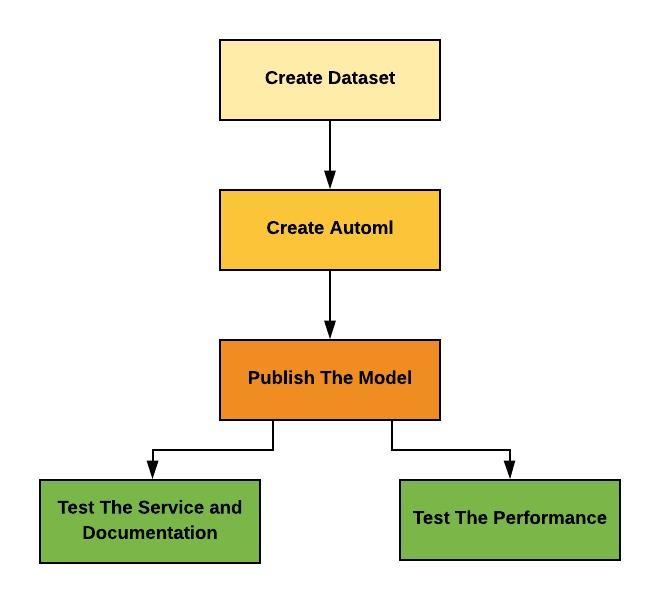 Create Dataset
Create Automl
Publish The Model
Test The Service and
Documentation
Test The Performance